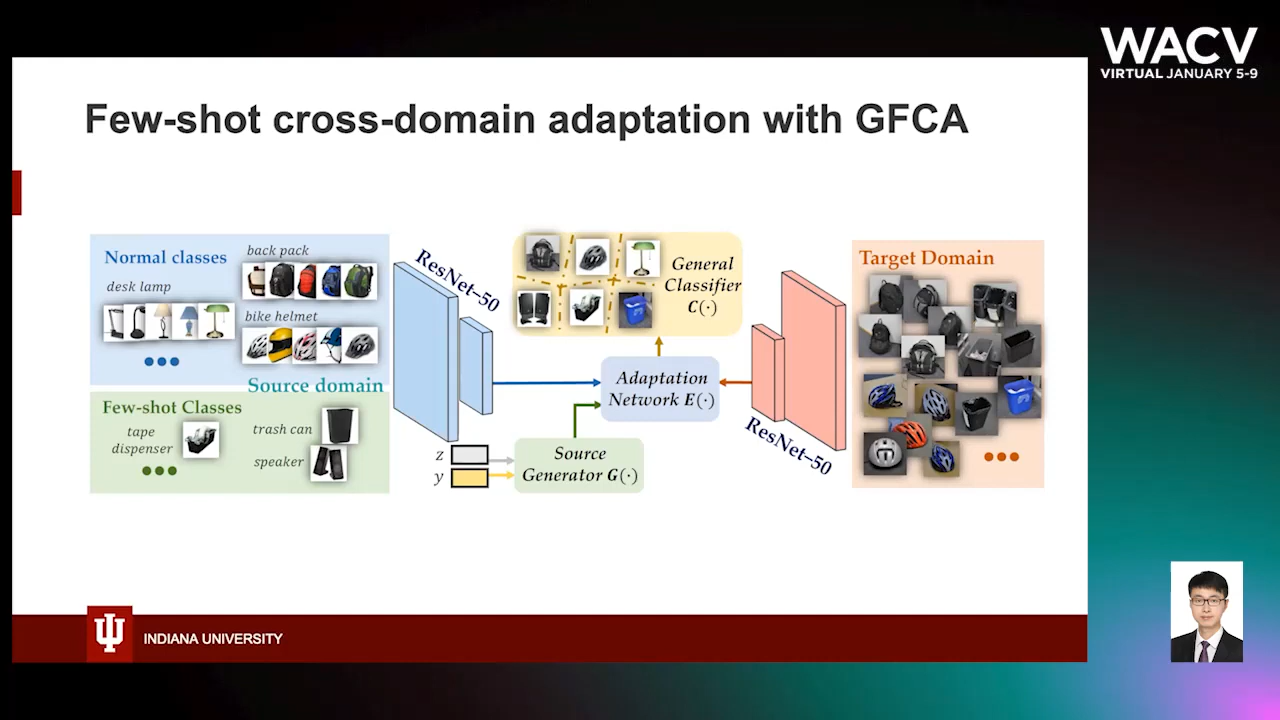 WACV
VIRTUAL JANUARY 5-9
Few-shot cross-domain adaptation with GFCA
Normal classes
back pack
desk lamp
bike helmet
Source domain
Few-shot Classes
tape
dispenser
trash can
speaker
ResNet-50
z
y
General
Classifier
C(·)
Adaptation
Network E(·)
Source
Generator G(·)
ResNet-50
Target Domain
INDIANA UNIVERSITY